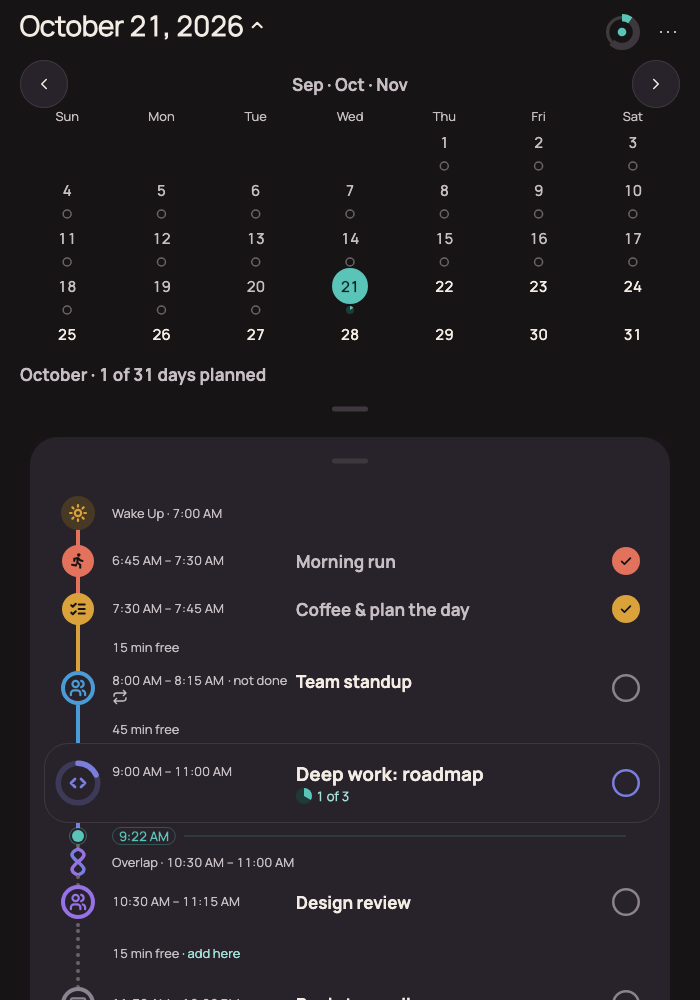 October 21, 2026
Sep · Oct · Nov
Sun Mon Tue Wed Thu Fri Sat
1 2 3
4 5 6 7 8 9 10
11 12 13 14 15 16 17
18 19 20 21 22 23 24
25 26 27 28 29 30 31
October · 1 of 31 days planned
Wake Up · 7:00 AM
6:45 AM – 7:30 AM Morning run
7:30 AM – 7:45 AM Coffee & plan the day
15 min free
8:00 AM – 8:15 AM · not done Team standup
45 min free
9:00 AM – 11:00 AM Deep work: roadmap
1 of 3
9:22 AM
Overlap · 10:30 AM – 11:00 AM
10:30 AM – 11:15 AM Design review
15 min free · add here